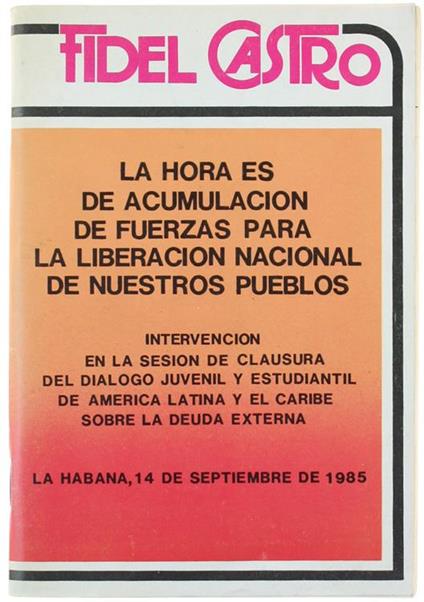 FIDEL CASTRO
LA HORA ES
DE ACUMULACION
DE FUERZAS PARA
LA LIBERACION NACIONAL
DE NUESTROS PUEBLOS
INTERVENCION
EN LA SESION DE CLAUSURA
DEL DIALOGO JUVENIL Y ESTUDIANTIL
DE AMERICA LATINA Y EL CARIBE
SOBRE LA DEUDA EXTERNA
LA HABANA, 14 DE SEPTIEMBRE DE 1985